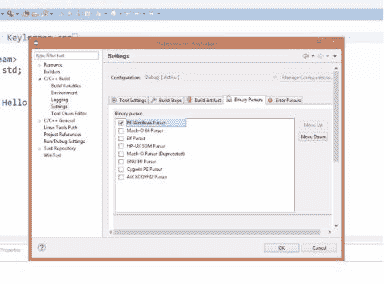 Keylogger.cpp
std;
Hello
type filter text
Settings
Resource
Builders
C/C++ Build
Build Variables
Environment
Logging
Settings
Tool Chain Editor
C/C++ General
Linux Tools Path
Project References
Run/Debug Settings
Task Repository
WikiText
Configuration: Debug [ Active ]
Manage Configurations...
Tool Settings
Build Steps
Build Artifact
Binary Parsers
Error Parsers
Binary parser:
PE Windows Parser
Mach-O 64 Parser
Elf Parser
HP-UX SOM Parser
Mach-O Parser (Deprecated)
GNU Elf Parser
Cygwin PE Parser
AIX XCOFF32 Parser
Move Up
Move Down
OK
Cancel
Properties